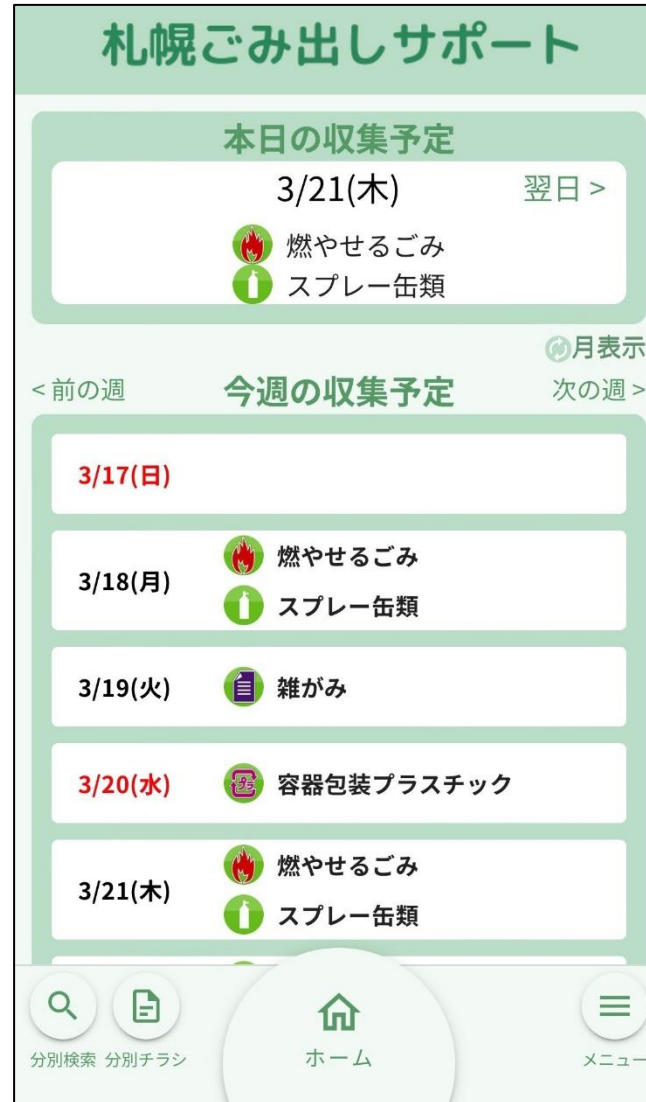 札幌ごみ出しサポート
本日の収集予定
3/21(木) 翌日 >
燃やせるごみ
スプレー缶類
月表示
< 前の週 今週の収集予定 次の週 >
3/17(日)
3/18(月)
燃やせるごみ
スプレー缶類
3/19(火) 雑がみ
3/20(水) プラ 容器包装プラスチック
3/21(木)
燃やせるごみ
スプレー缶類
分別検索 分別チラシ ホーム メニュー